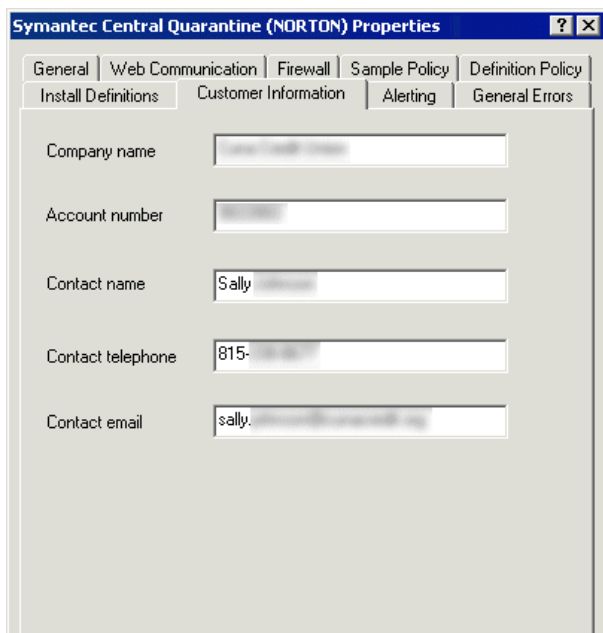 Symantec Central Quarantine (NORTON) Properties ? X
General Web Communication Firewall Sample Policy Definition Policy
Install Definitions Customer Information Alerting General Errors
Company name
Account number
Contact name Sally
Contact telephone 815-
Contact email sally.